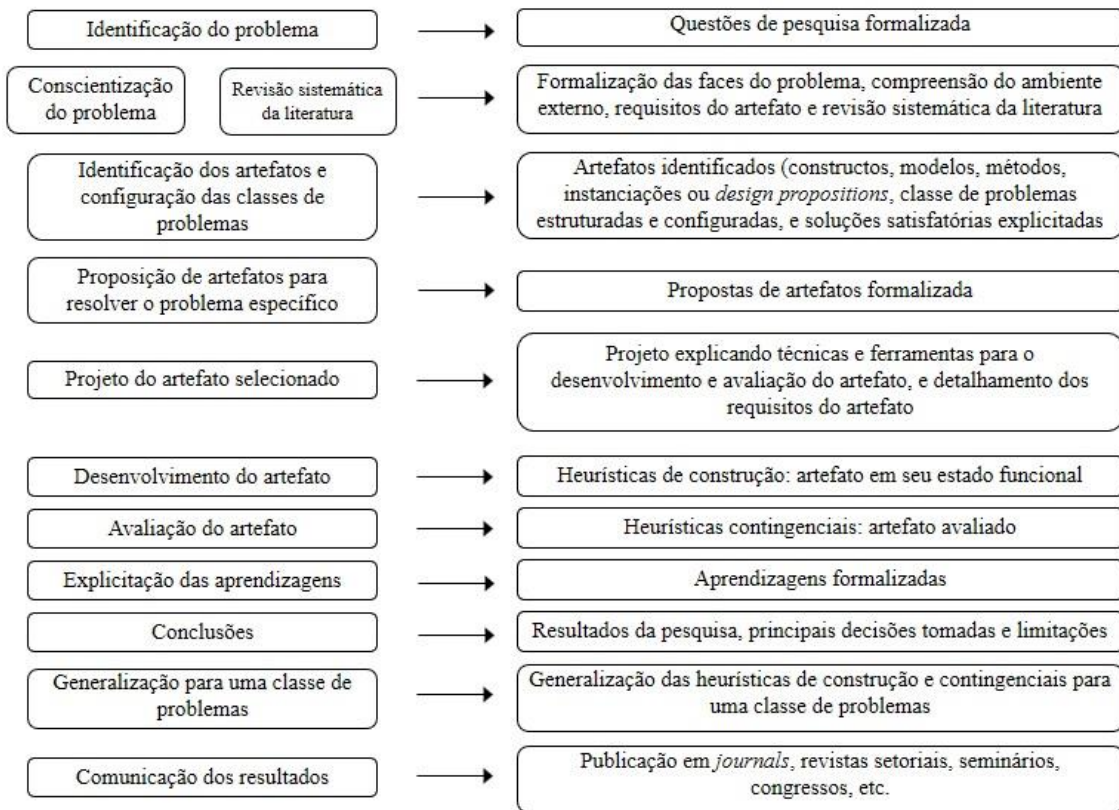 Identificação do problema
Questões de pesquisa formalizada
Conscientização
do problema
Revisão sistemática
da literatura
Formalização das faces do problema, compreensão do ambiente
externo, requisitos do artefato e revisão sistemática da literatura
Identificação dos artefatos e
configuração das classes de
problemas
Artefatos identificados (constructos, modelos, métodos,
instanciações ou design propositions, classe de problemas
estruturadas e configuradas, e soluções satisfatórias explicitadas
Proposição de artefatos para
resolver o problema específico
Propostas de artefatos formalizada
Projeto do artefato selecionado
Projeto explicando técnicas e ferramentas para o
desenvolvimento e avaliação do artefato, e detalhamento dos
requisitos do artefato
Desenvolvimento do artefato
Heurísticas de construção: artefato em seu estado funcional
Avaliação do artefato
Heurísticas contingenciais: artefato avaliado
Explicitação das aprendizagens
Aprendizagens formalizadas
Conclusões
Resultados da pesquisa, principais decisões tomadas e limitações
Generalização para uma classe de
problemas
Generalização das heurísticas de construção e contingenciais para
uma classe de problemas
Comunicação dos resultados
Publicação em journals, revistas setoriais, seminários,
congressos, etc.